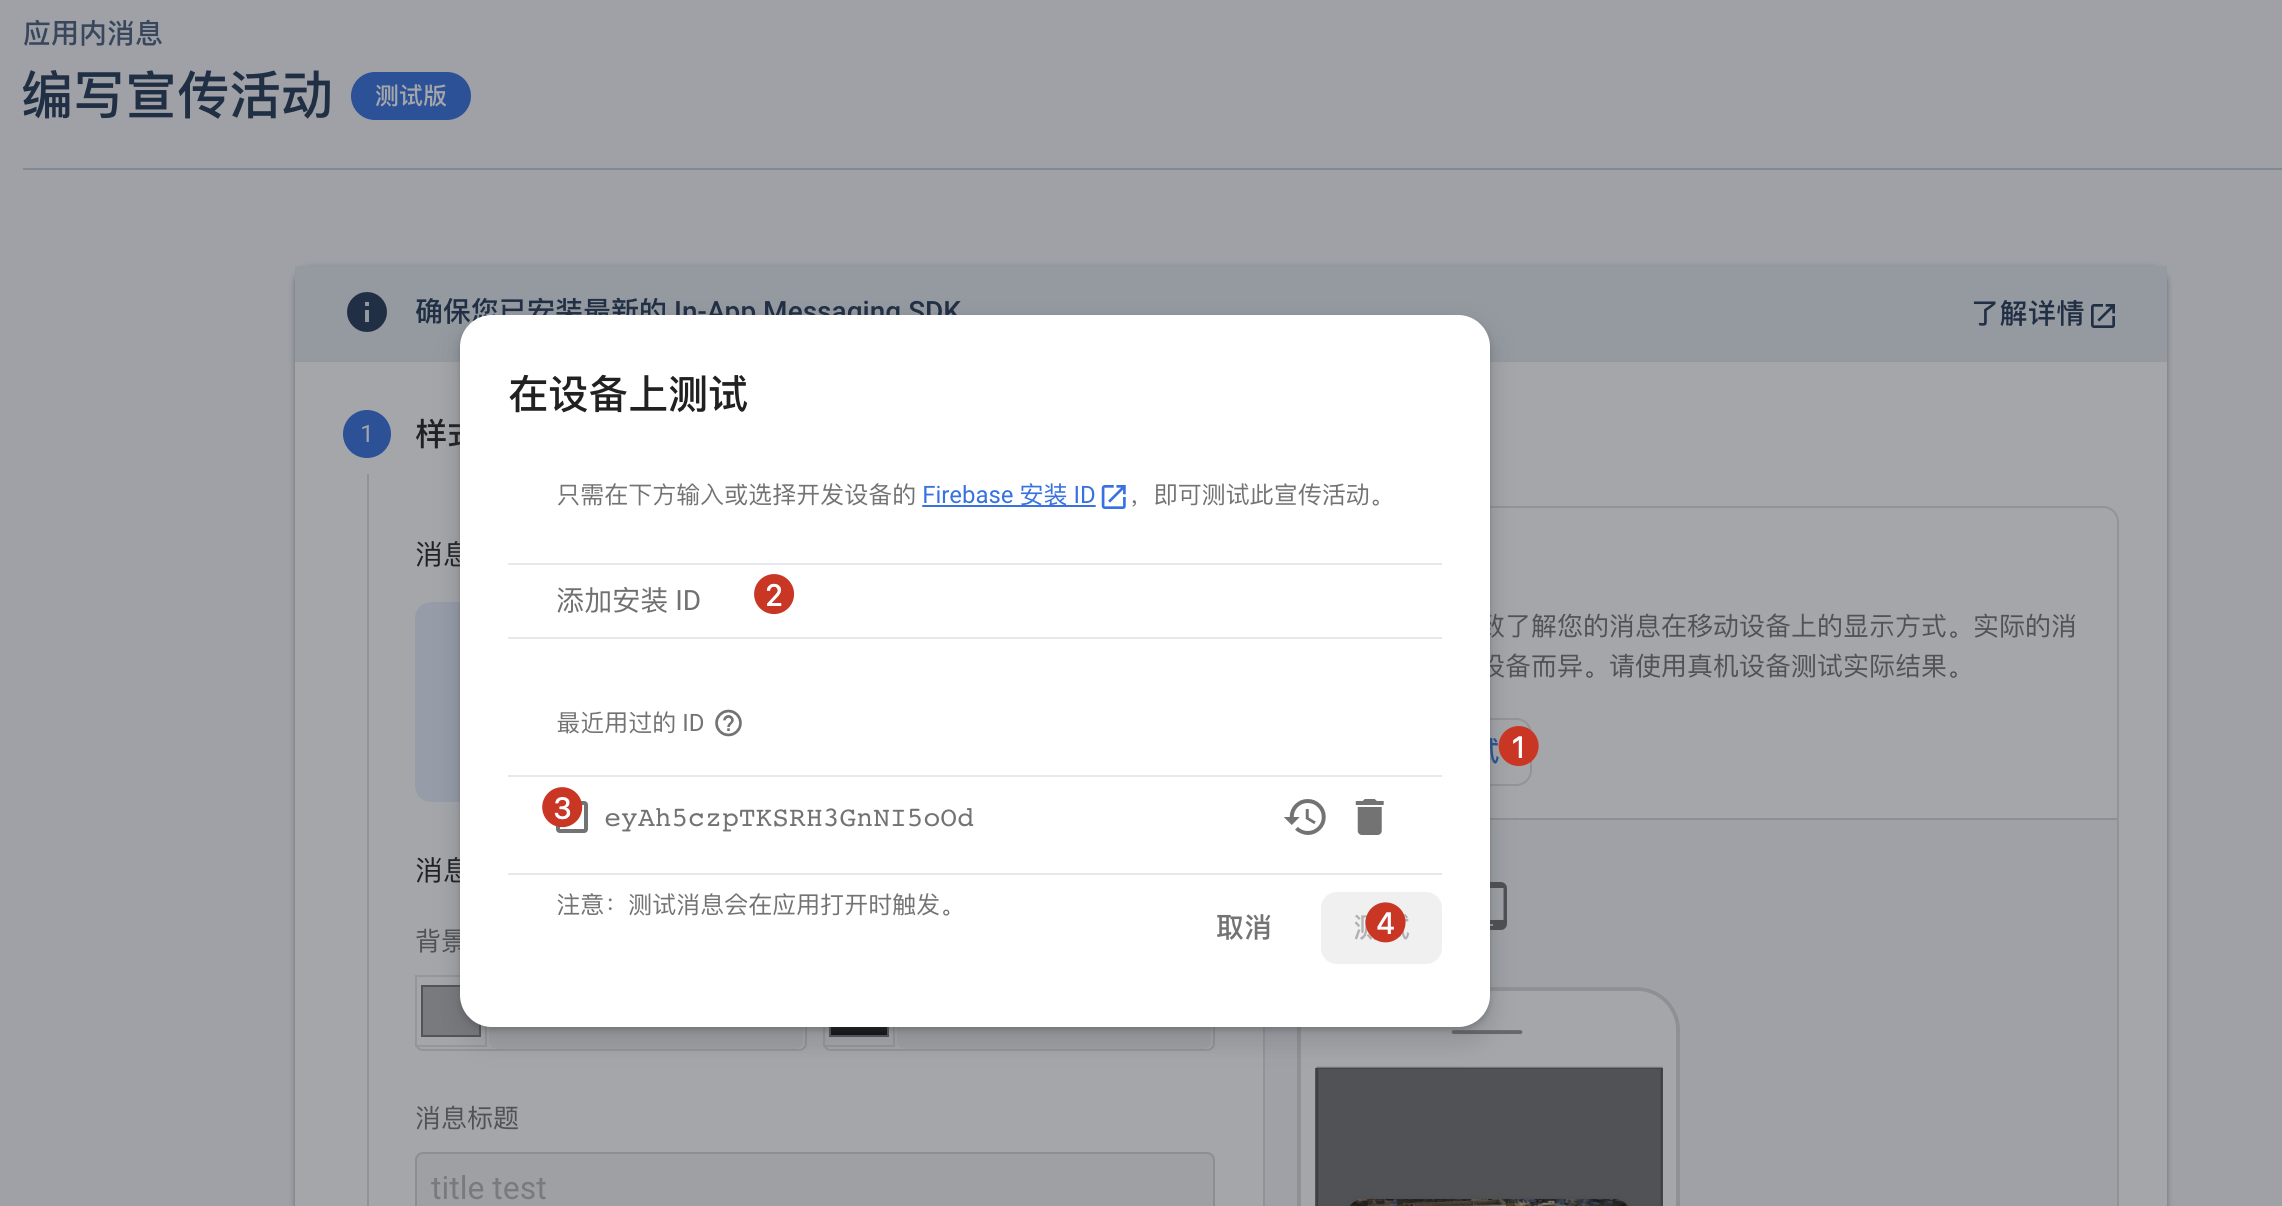 应用内消息
编写宣传活动 测试版
确保您已安装最新的 In-App Messaging SDK
了解详情
1 样式
在设备上测试
只需在下方输入或选择开发设备的 Firebase 安装 ID，即可测试此宣传活动。
消息
添加安装 ID 2
致了解您的消息在移动设备上的显示方式。实际的消
设备而异。请使用真机设备测试实际结果。
最近用过的 ID
试 1
3 eyAh5czpTKSRH3GnNI5oOd
消息
注意：测试消息会在应用打开时触发。
取消 测试 4
背景
消息标题
title test